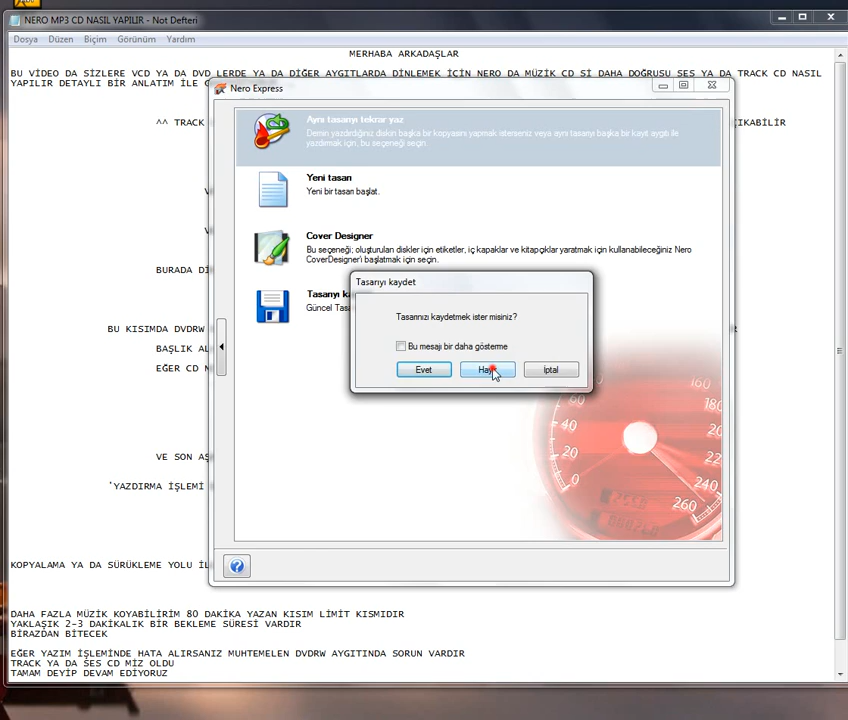 NERO MP3 CD NASIL YAPILIR - Not Defteri
Dosya Düzen Biçim Görünüm Yardım
MERHABA ARKADAŞLAR
BU VİDEO DA SİZLERE VCD YA DA DVD LERDE YA DA DİĞER AYGITLARDA DİNLEMEK İÇİN NERO DA MÜZİK CD Sİ DAHA DOĞRUSU SES YA DA TRACK CD NASIL
YAPILIR DETAYLI BİR ANLATIM İLE
Nero Express
^^ TRACK
IKABİLİR
Aynı tasarıyı tekrar yaz
Demin yazdırdığınız diskin başka bir kopyasını yapmak isterseniz veya aynı tasarıyı başka bir kayıt aygıtı ile
yazdırmak için, bu seçeneği seçin
Yeni tasarı
Yeni bir tasarı başlat.
Cover Designer
Bu seçeneği; oluşturulan diskler için etiketler, iç kapaklar ve kitapçıklar yaratmak için kullanabileceğiniz Nero
CoverDesigner'ı başlatmak için seçin.
BURADA Dİ
Tasarıyı ka
Güncel Tasa
Tasarıyı kaydet
Tasarınızı kaydetmek ister misiniz?
Bu mesajı bir daha gösterme
Evet
İptal
BU KISIMDA DVDRW
BAŞLIK AL
EĞER CD N
VE SON AŞ
'YAZDIRMA İŞLEMİ
KOPYALAMA YA DA SÜRÜKLEME YOLU İL
DAHA FAZLA MÜZİK KOYABİLİRİM 80 DAKİKA YAZAN KISIM LİMİT KISMIDIR
YAKLAŞIK 2-3 DAKİKALIK BİR BEKLEME SÜRESİ VARDIR
BİRAZDAN BİTECEK
EĞER YAZIM İŞLEMİNDE HATA ALIRSANIZ MUHTEMELEN DVDRW AYGITINDA SORUN VARDIR
TRACK YA DA SES CD MİZ OLDU
TAMAM DEYİP DEVAM EDİYORUZ